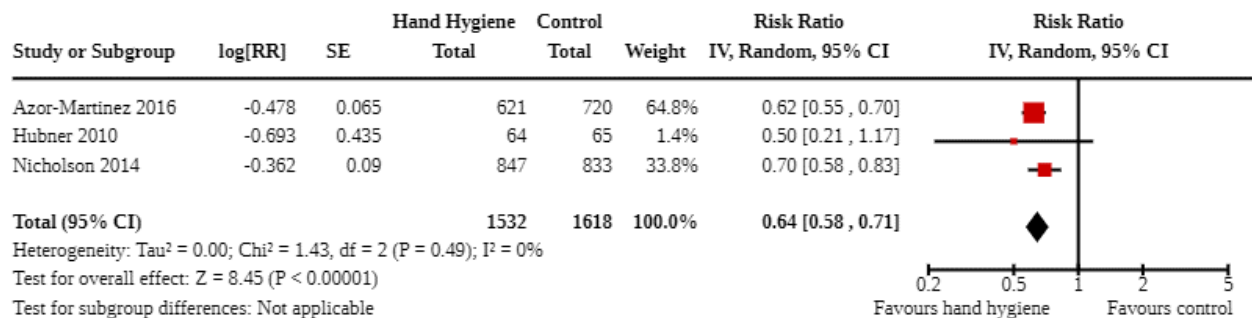 Hand Hygiene Control Risk Ratio Risk Ratio
Study or Subgroup log[RR] SE Total Total Weight IV, Random, 95% CI IV, Random, 95% CI
Azor-Martinez 2016 -0.478 0.065 621 720 64.8% 0.62 [0.55 , 0.70]
Hubner 2010 -0.693 0.435 64 65 1.4% 0.50 [0.21 , 1.17]
Nicholson 2014 -0.362 0.09 847 833 33.8% 0.70 [0.58 , 0.83]
Total (95% CI) 1532 1618 100.0% 0.64 [0.58 , 0.71]
Heterogeneity: Tau² = 0.00; Chi² = 1.43, df = 2 (P = 0.49); I² = 0%
Test for overall effect: Z = 8.45 (P < 0.00001)
0.2 0.5 1 2 5
Test for subgroup differences: Not applicable
Favours hand hygiene Favours control